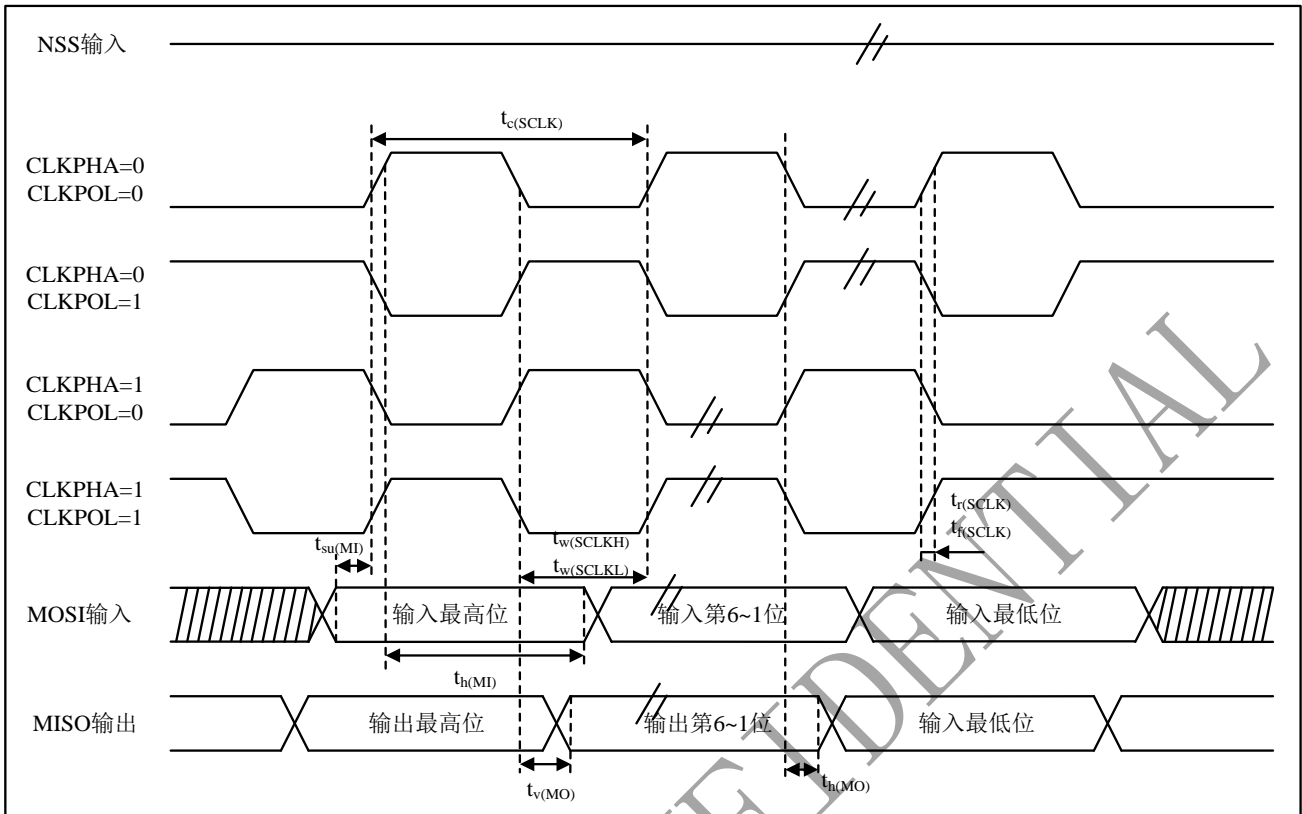 NSS输入
tc(SCLK)
CLKPHA=0
CLKPOL=0
CLKPHA=0
CLKPOL=1
CLKPHA=1
CLKPOL=0
CLKPHA=1
CLKPOL=1
tr(SCLK)
tf(SCLK)
tsu(MI)
tw(SCLKH)
tw(SCLKL)
MOSI输入
输入最高位
输入第6~1位
输入最低位
th(MI)
MISO输出
输出最高位
输出第6~1位
输入最低位
tv(MO)
th(MO)